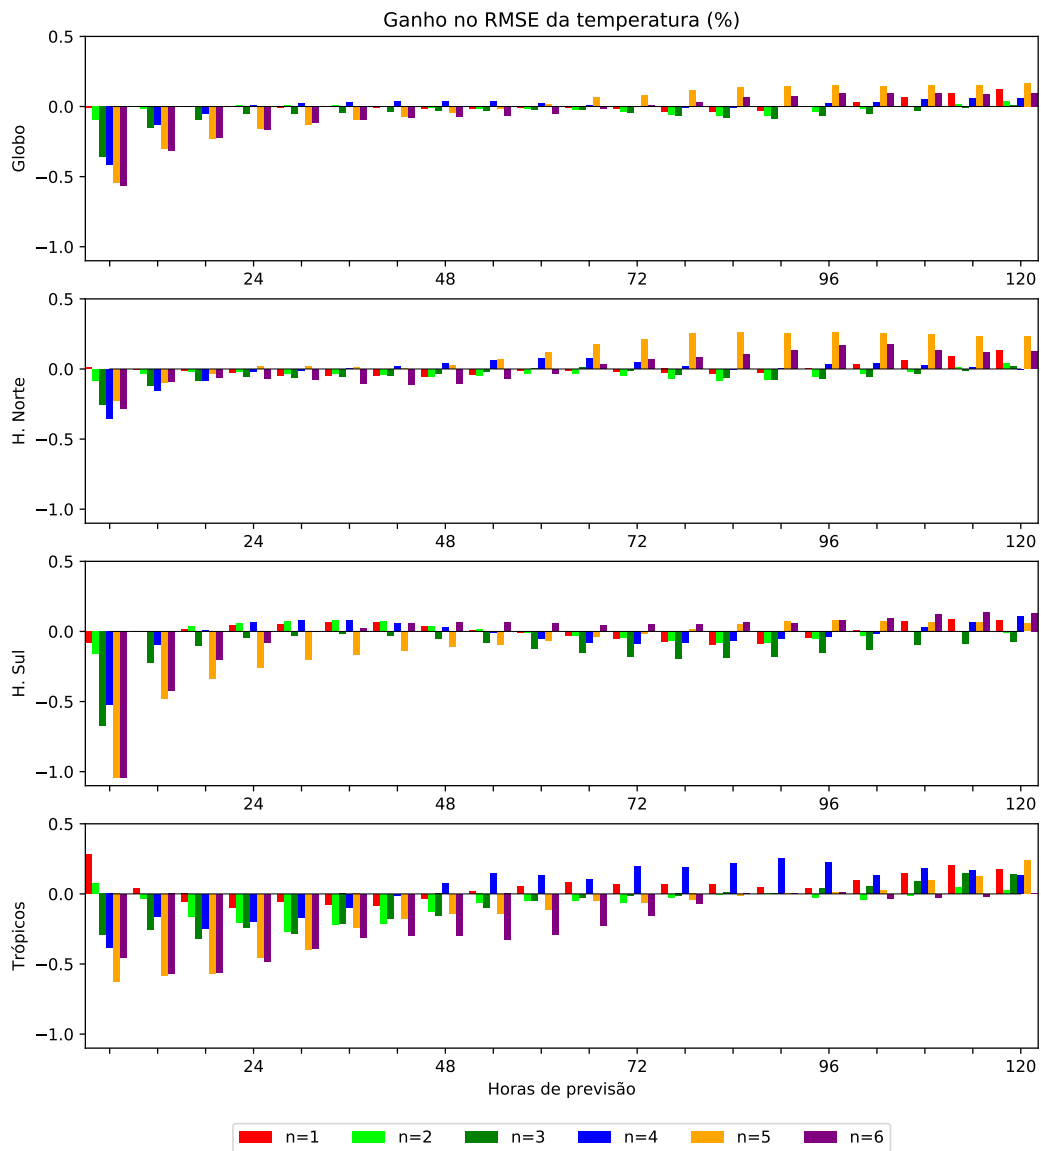 Ganho no RMSE da temperatura (%)
0.5
0.0
−0.5
−1.0
Globo
24 48 72 96 120
0.5
0.0
−0.5
−1.0
H. Norte
24 48 72 96 120
0.5
0.0
−0.5
−1.0
H. Sul
24 48 72 96 120
0.5
0.0
−0.5
−1.0
Trópicos
24 48 72 96 120
Horas de previsão
n=1 n=2 n=3 n=4 n=5 n=6